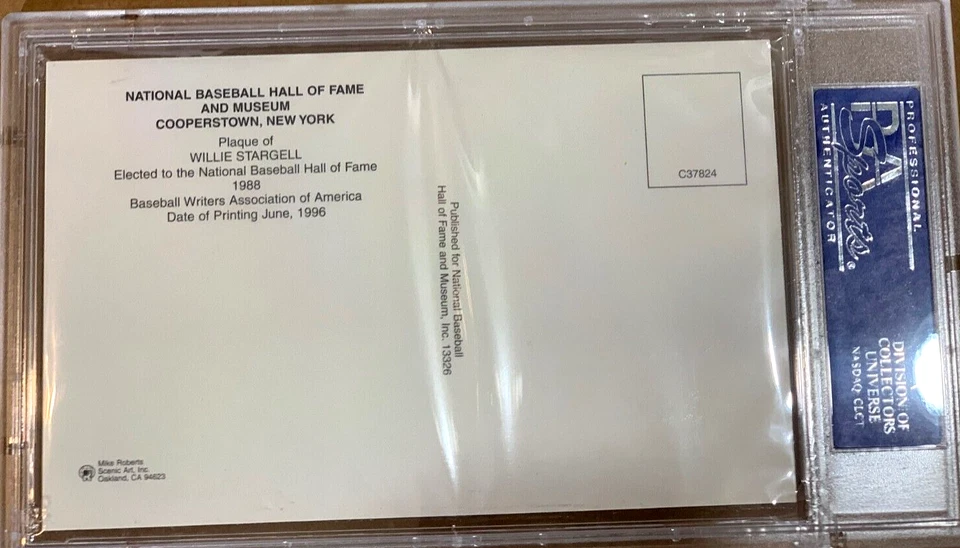 NATIONAL BASEBALL HALL OF FAME
AND MUSEUM
COOPERSTOWN, NEW YORK
Plaque of
WILLIE STARGELL
Elected to the National Baseball Hall of Fame
1988
Baseball Writers Association of America
Date of Printing June, 1996
Published for National Baseball
Hall of Fame and Museum, Inc. 13326
C37824
Mike Roberts
Scenic Art, Inc.
Oakland, CA 94623
PROFESSIONAL
PSA
Sports
®
AUTHENTICATOR
DIVISION OF
COLLECTORS
UNIVERSE
NASDAQ: CLCT